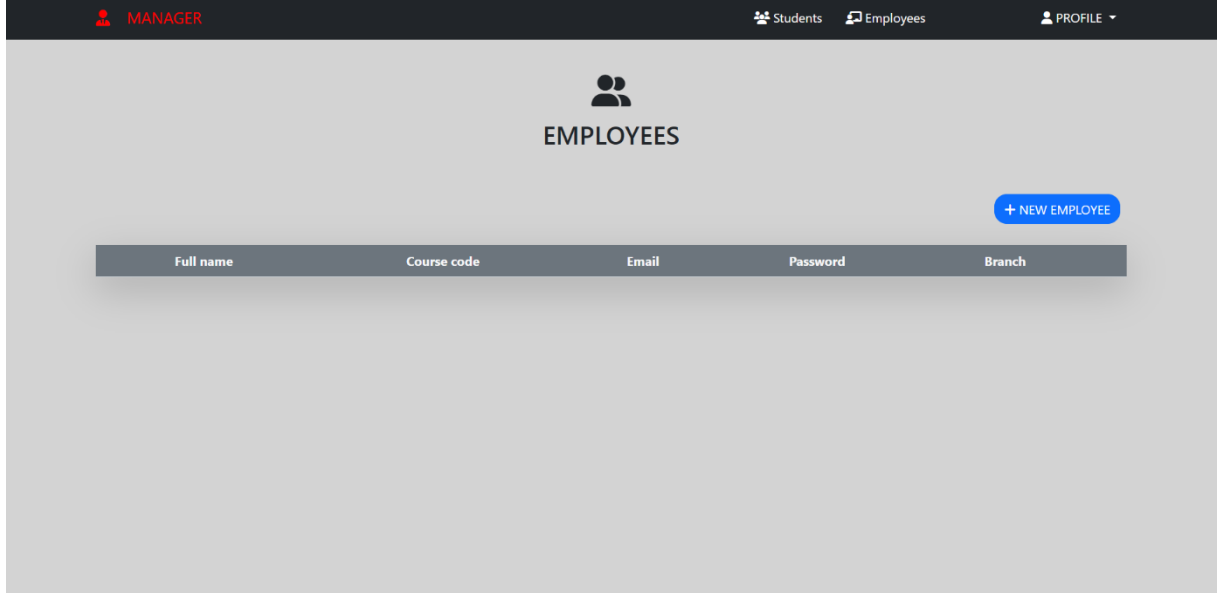 MANAGER Students Employees PROFILE
EMPLOYEES
+ NEW EMPLOYEE
Full name Course code Email Password Branch